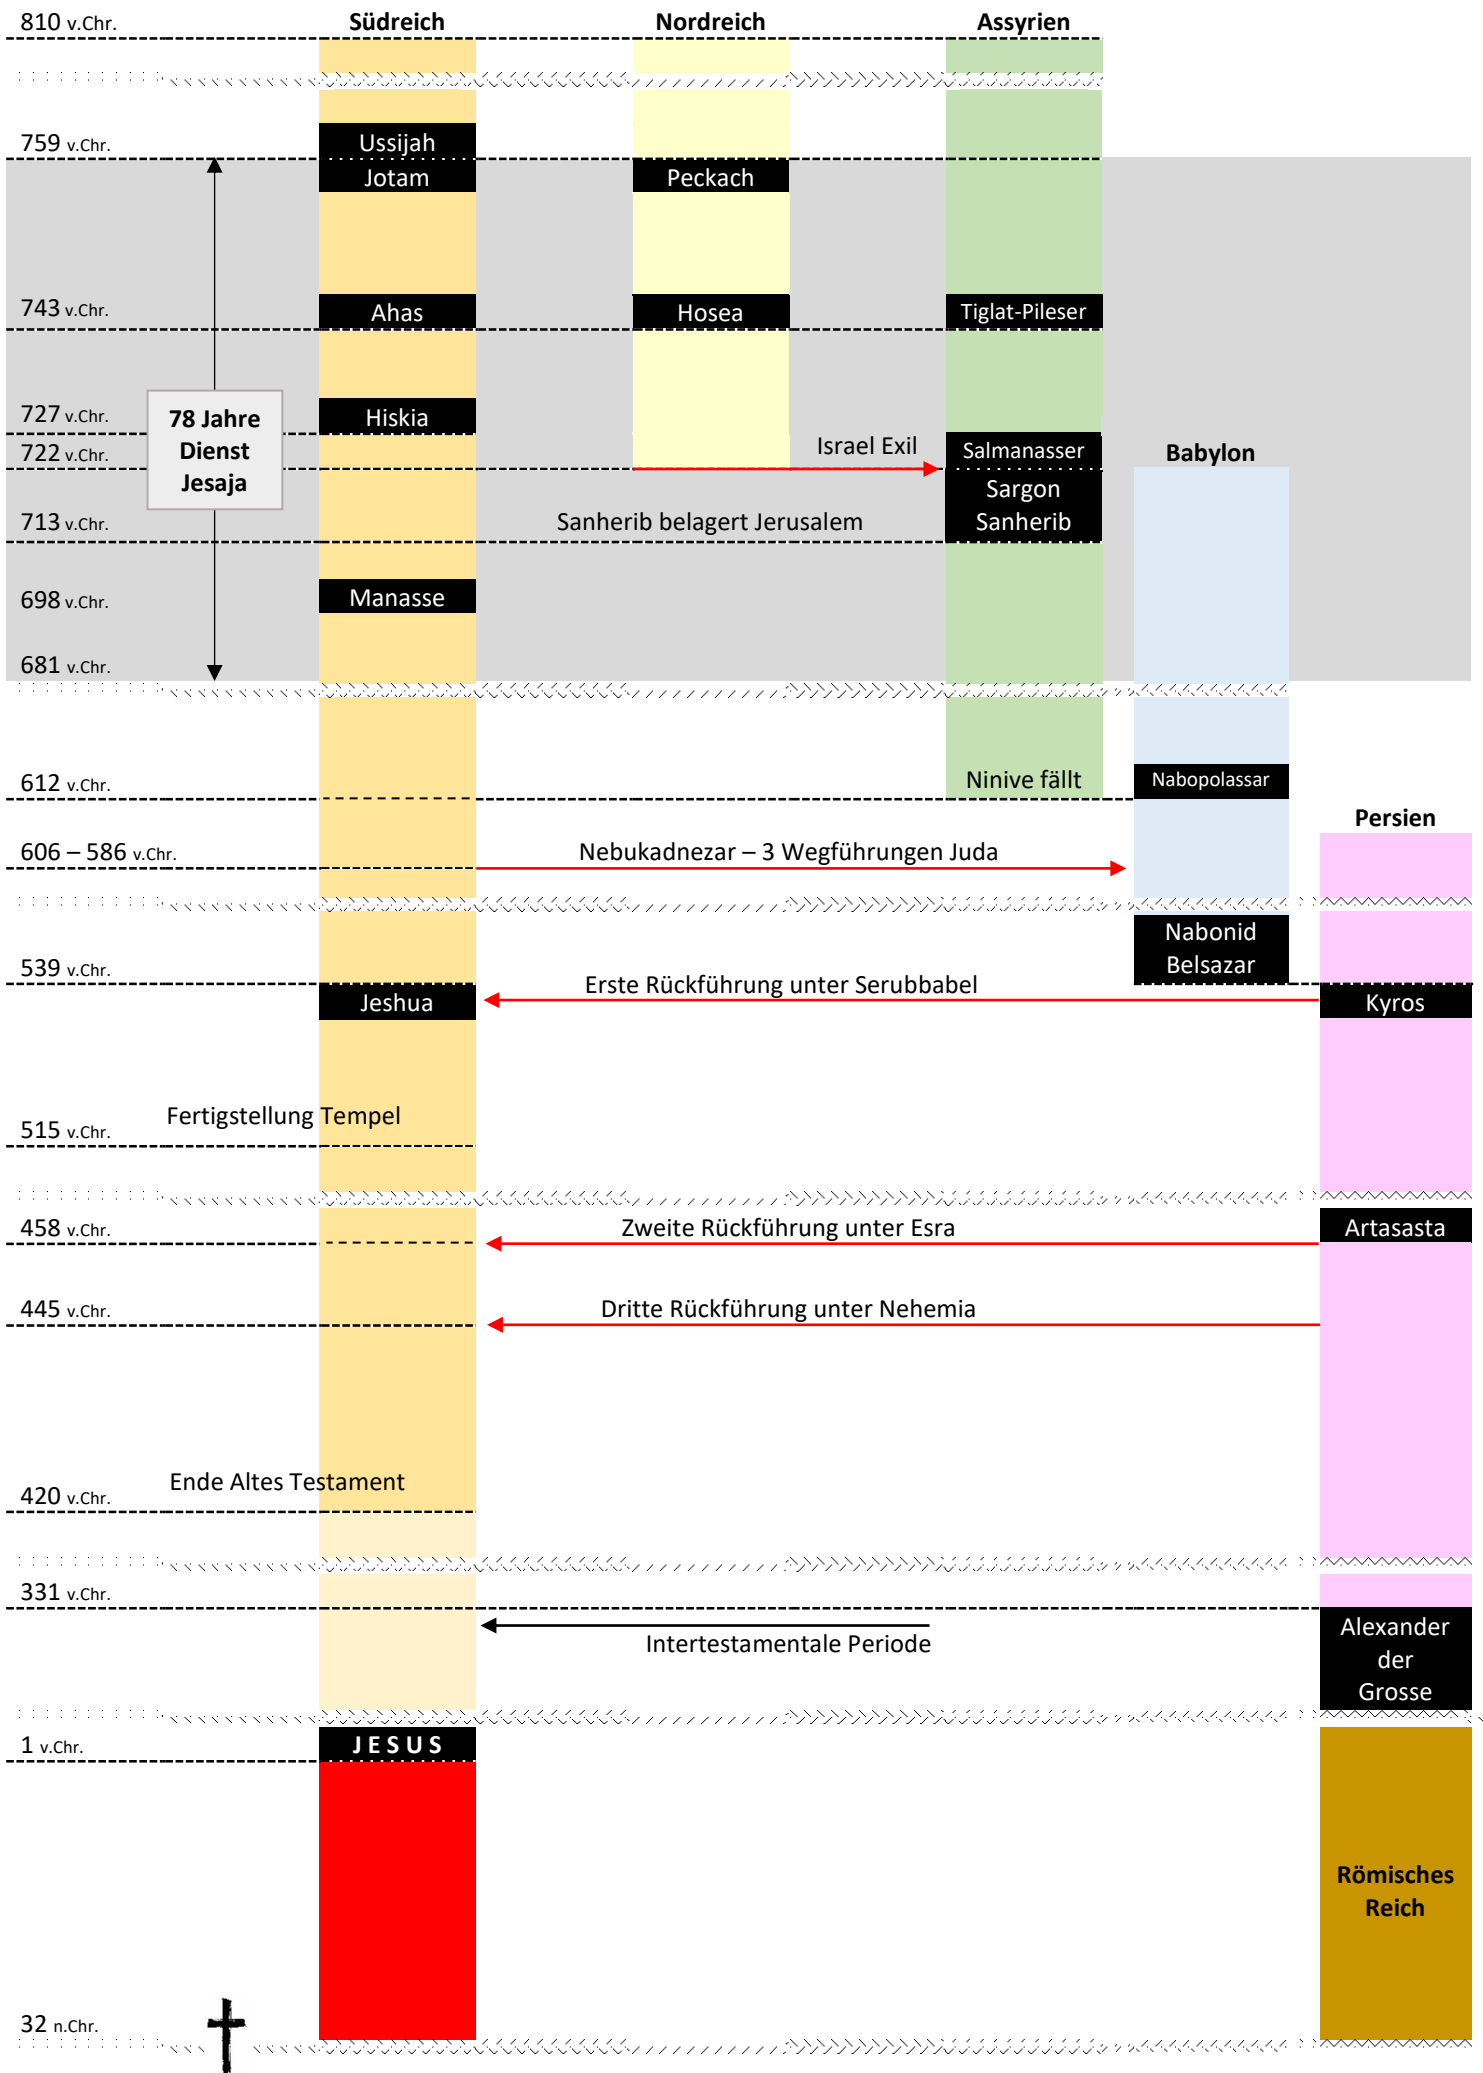 810 v.Chr.
Südreich
Nordreich
Assyrien
759 v.Chr.
Ussijah
Jotam
Peckach
743 v.Chr.
Ahas
Hosea
Tiglat-Pileser
78 Jahre
Dienst
Jesaja
727 v.Chr.
Hiskia
722 v.Chr.
Israel Exil
Salmanasser
Babylon
Sargon
713 v.Chr.
Sanherib belagert Jerusalem
Sanherib
698 v.Chr.
Manasse
681 v.Chr.
612 v.Chr.
Ninive fällt
Nabopolassar
Persien
606 – 586 v.Chr.
Nebukadnezar – 3 Wegführungen Juda
Nabonid
539 v.Chr.
Belsazar
Erste Rückführung unter Serubbabel
Jeshua
Kyros
Fertigstellung Tempel
515 v.Chr.
458 v.Chr.
Zweite Rückführung unter Esra
Artasasta
445 v.Chr.
Dritte Rückführung unter Nehemia
Ende Altes Testament
420 v.Chr.
331 v.Chr.
Intertestamentale Periode
Alexander
der
Grosse
1 v.Chr.
JESUS
Römisches
Reich
32 n.Chr.